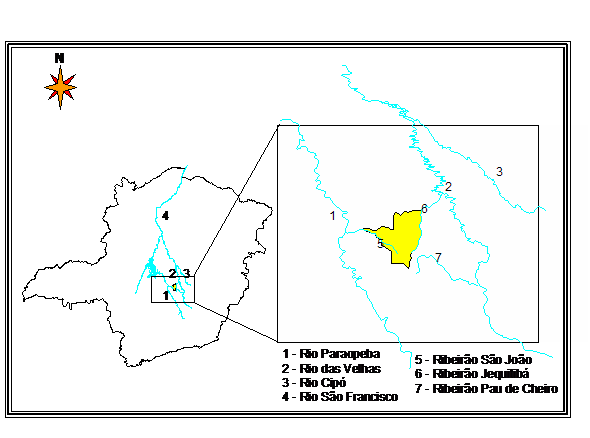 N
3
2
6
1
5
7
4
2 3
1
1 - Rio Paraopeba
2 - Rio das Velhas
3 - Rio Cipó
4 - Rio São Francisco
5 - Ribeirão São João
6 - Ribeirão Jequitibá
7 - Ribeirão Pau de Cheiro